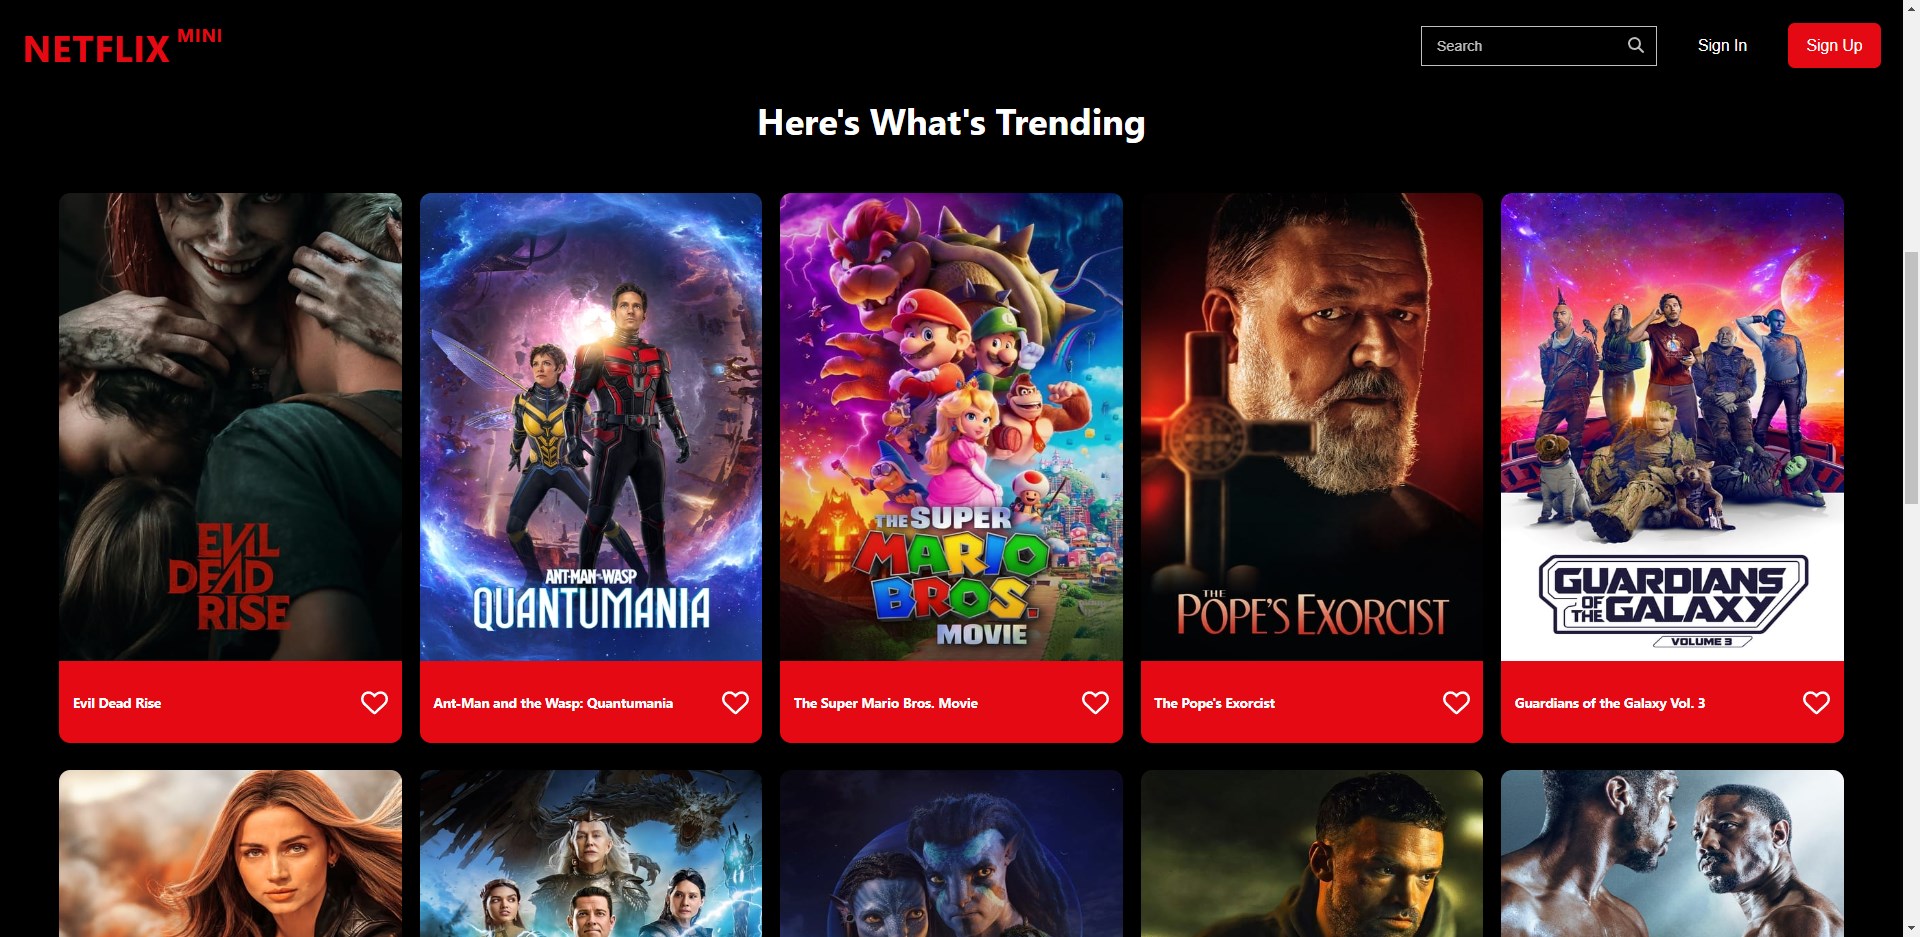 NETFLIX MINI
Search
Sign In
Sign Up
Here's What's Trending
EVIL
DEAD
RISE
ANT-MAN AND THE WASP
QUANTUMANIA
THE SUPER
MARIO
BROS.
MOVIE
THE
POPE'S EXORCIST
GUARDIANS
OF THE GALAXY
VOLUME 3
Evil Dead Rise
Ant-Man and the Wasp: Quantumania
The Super Mario Bros. Movie
The Pope's Exorcist
Guardians of the Galaxy Vol. 3